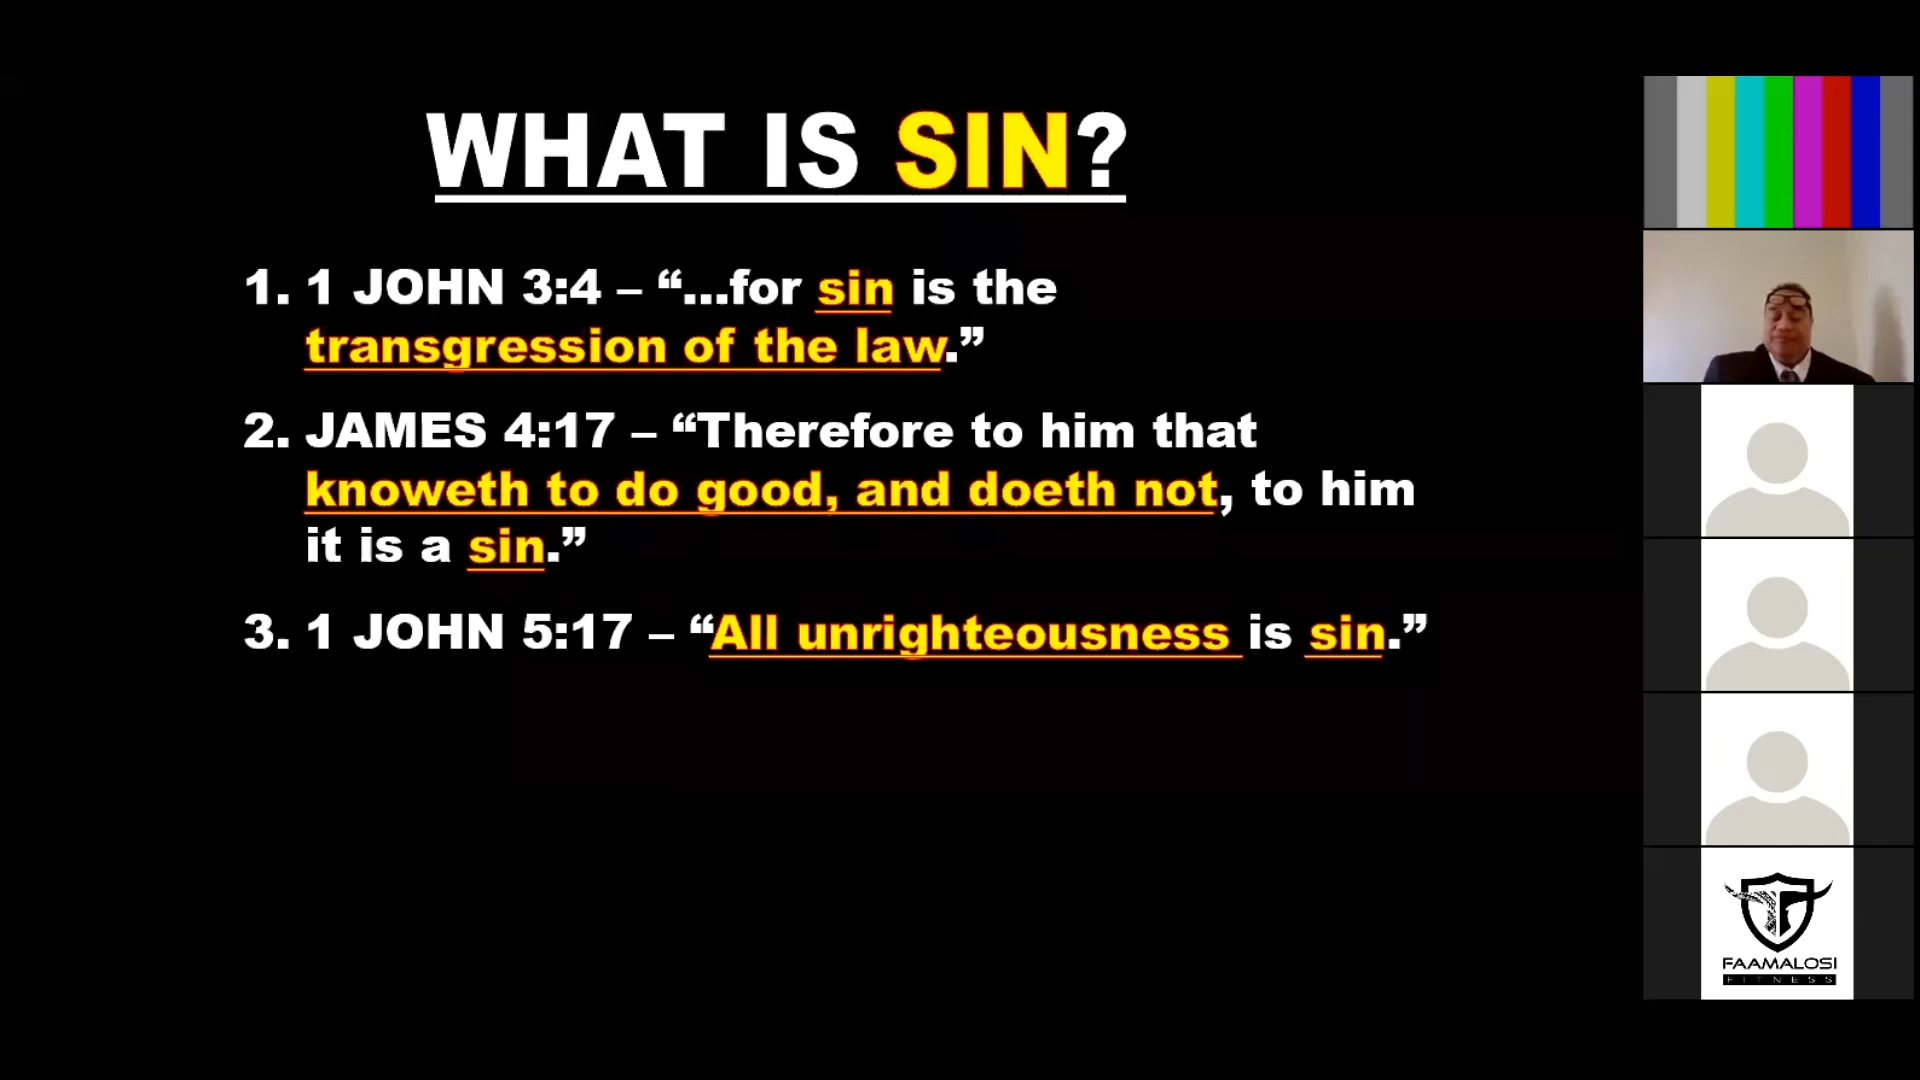 WHAT IS SIN?
1. 1 JOHN 3:4 – “...for sin is the
transgression of the law.”
2. JAMES 4:17 – “Therefore to him that
knoweth to do good, and doeth not, to him
it is a sin.”
3. 1 JOHN 5:17 – “All unrighteousness is sin.”
FAAMALOSI
FITNESS